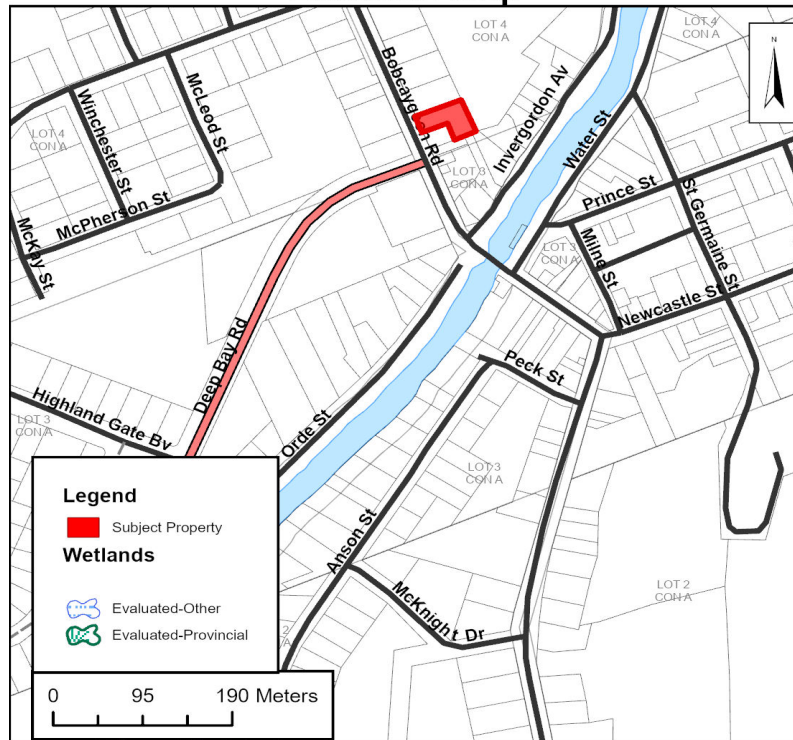 LOT 4
CON A
LOT 4
CON A
N
Bobcaygeon Rd
McLeod St
Winchester St
LOT 4
CON A
Invergordon Av
Water St
LOT 3
CON A
Prince St
McPherson St
St Germaine St
McKay St
LOT 3
CON A
Milne St
Newcastle St
Deep Bay Rd
Peck St
Highland Gate Bv
LOT 3
CON A
Orde St
LOT 3
CON A
Legend
Subject Property
Wetlands
Evaluated-Other
Evaluated-Provincial
Anson St
McKnight Dr
LOT 2
CON A
0 95 190 Meters